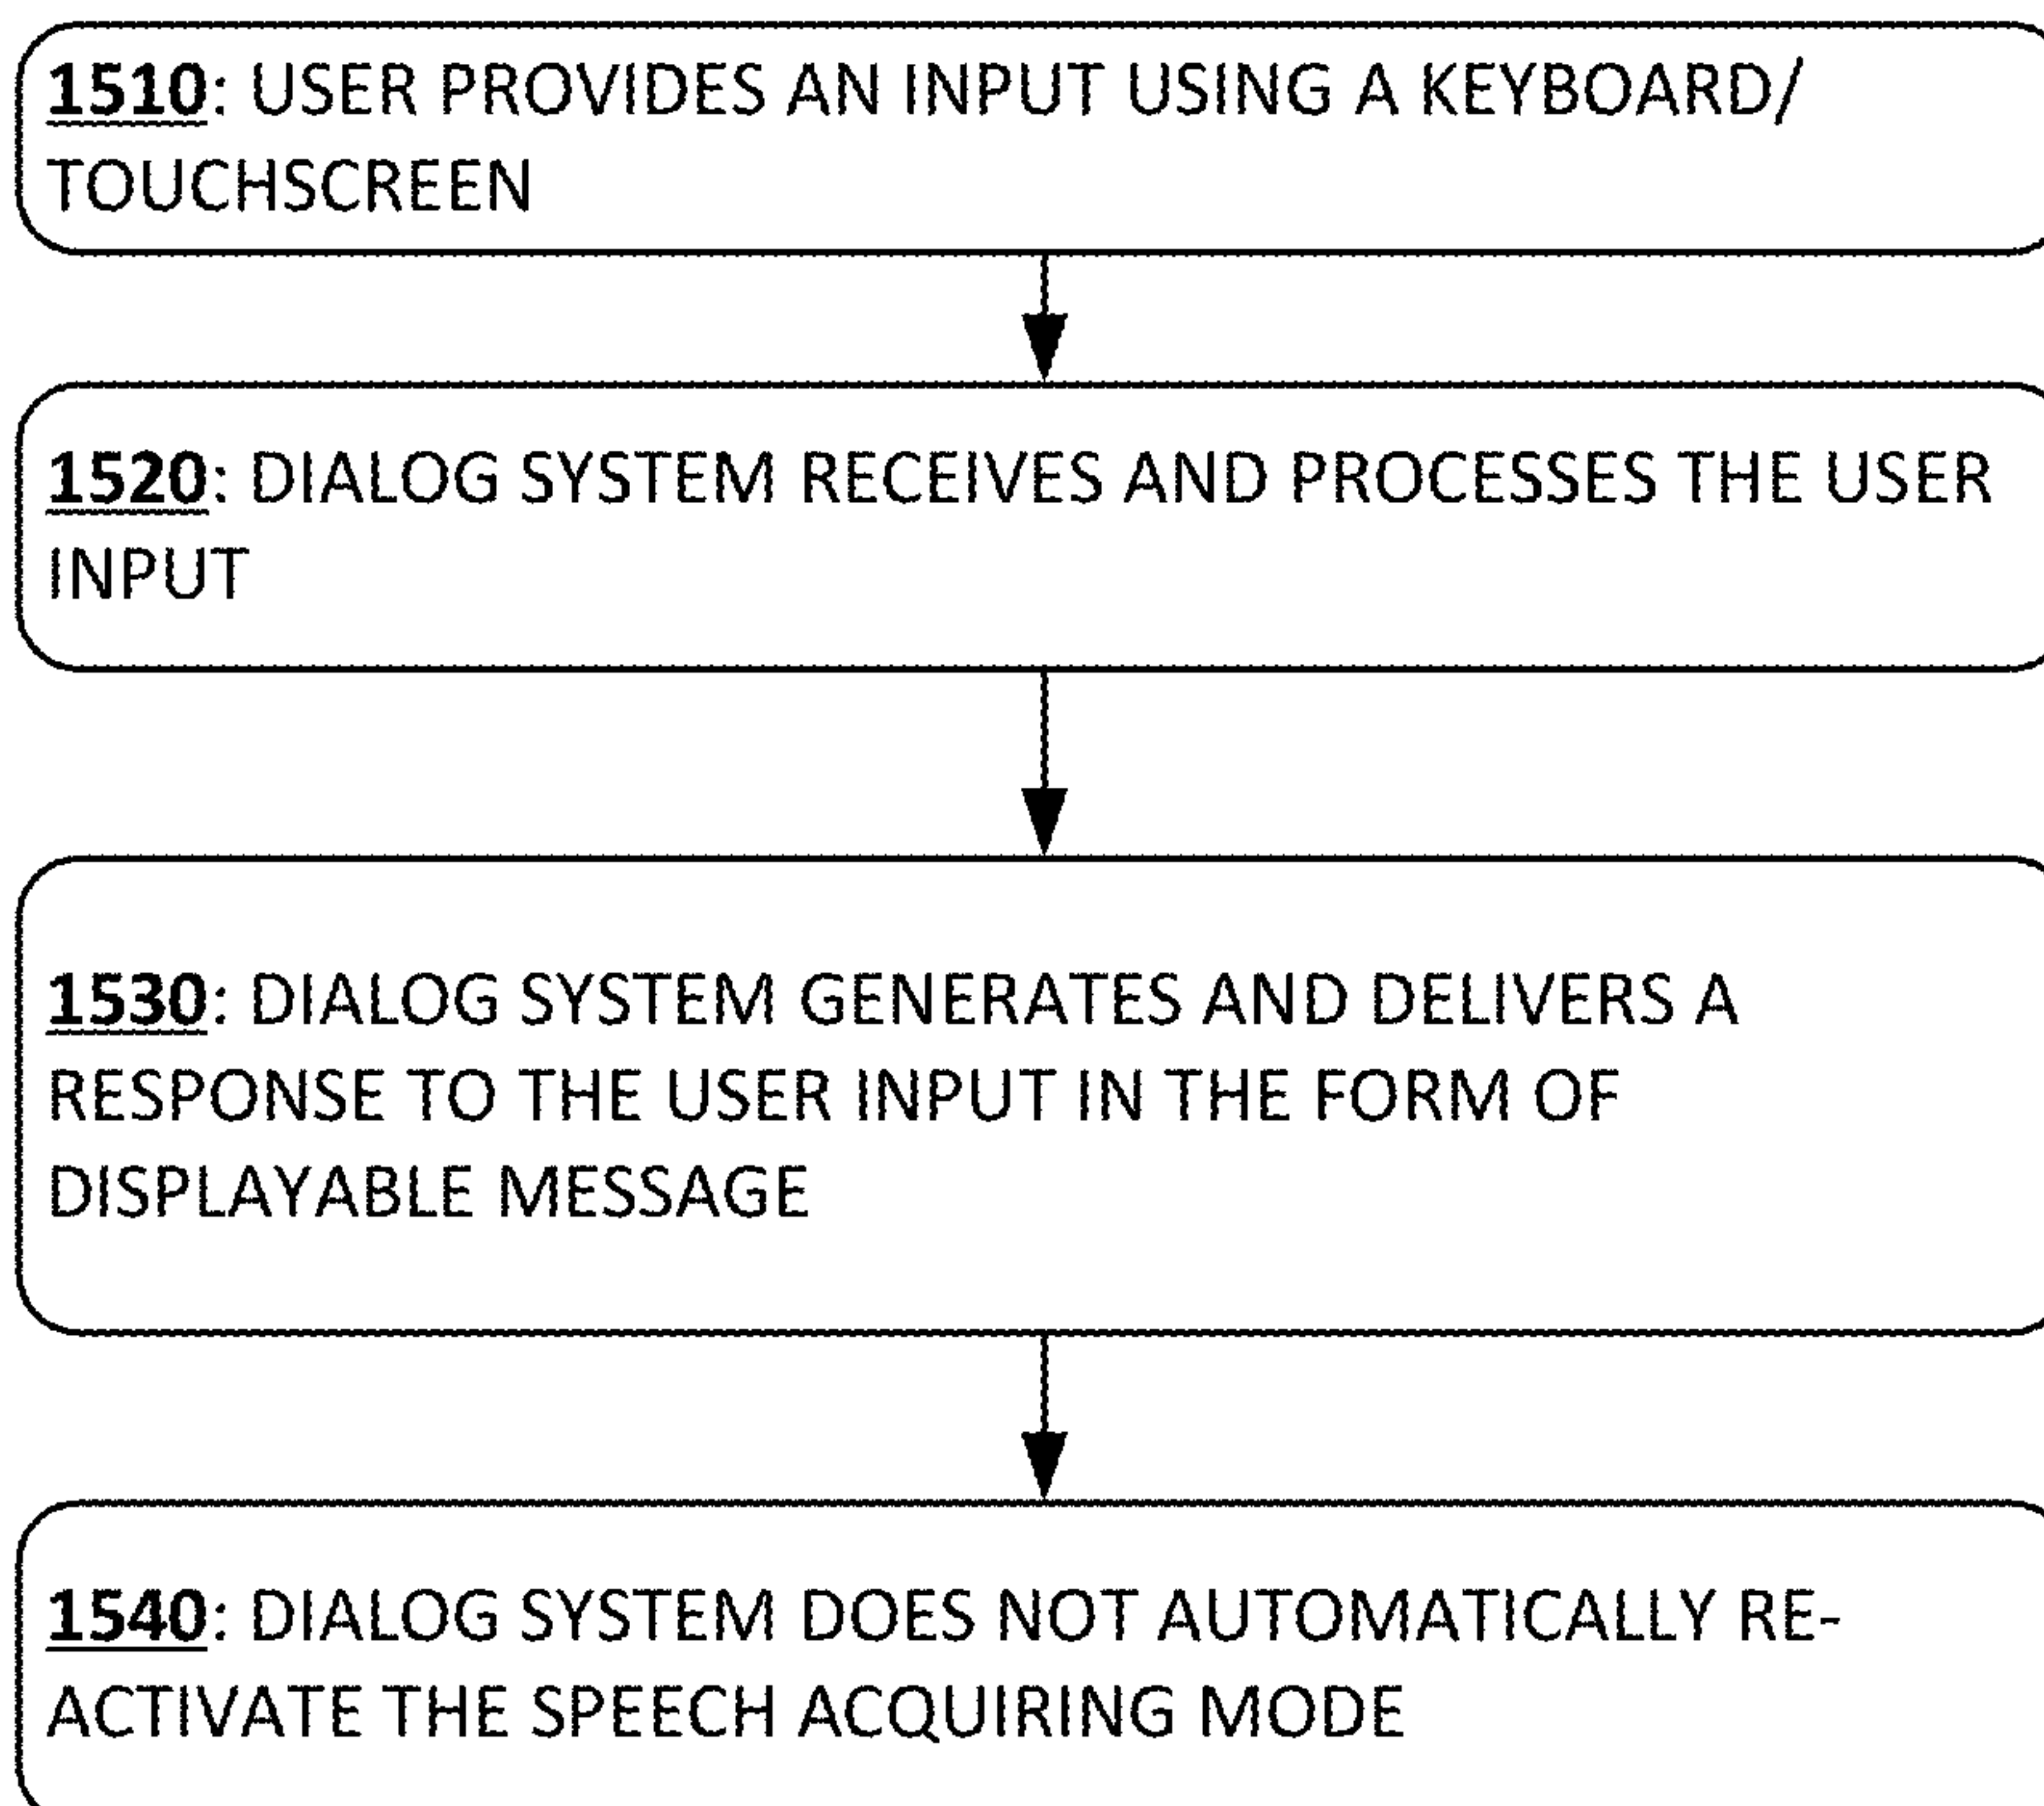 1510: USER PROVIDES AN INPUT USING A KEYBOARD/
TOUCHSCREEN
1520: DIALOG SYSTEM RECEIVES AND PROCESSES THE USER
INPUT
1530: DIALOG SYSTEM GENERATES AND DELIVERS A
RESPONSE TO THE USER INPUT IN THE FORM OF
DISPLAYABLE MESSAGE
1540: DIALOG SYSTEM DOES NOT AUTOMATICALLY RE-
ACTIVATE THE SPEECH ACQUIRING MODE